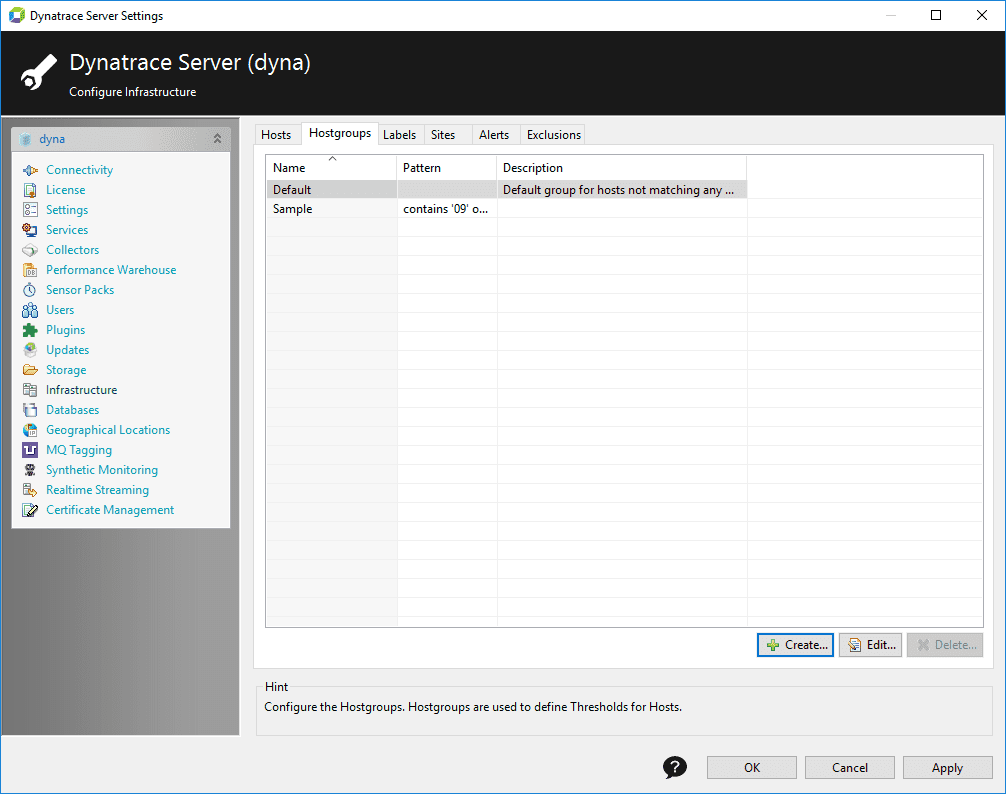 Dynatrace Server Settings
Dynatrace Server (dyna)
Configure Infrastructure
dyna
Connectivity
License
Settings
Services
Collectors
Performance Warehouse
Sensor Packs
Users
Plugins
Updates
Storage
Infrastructure
Databases
Geographical Locations
MQ Tagging
Synthetic Monitoring
Realtime Streaming
Certificate Management
Hosts Hostgroups Labels Sites Alerts Exclusions
Name Pattern Description
Default Default group for hosts not matching any ...
Sample contains '09' o...
Create... Edit... Delete...
Hint
Configure the Hostgroups. Hostgroups are used to define Thresholds for Hosts.
? OK Cancel Apply